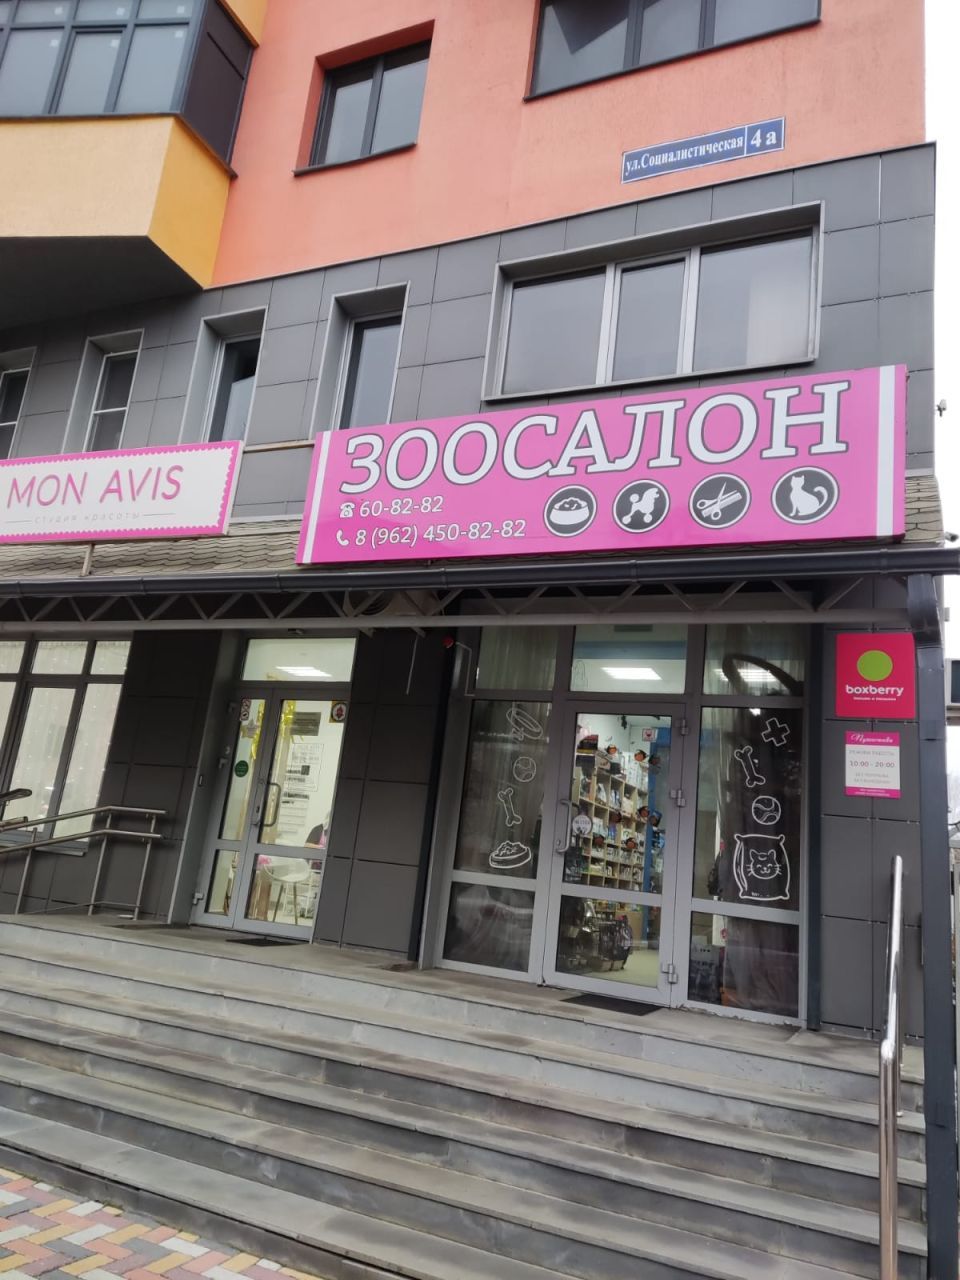 ул.Социалистическая 4а
ЗООСАЛОН
60-82-82
8 (962) 450-82-82
MON AVIS
СТУДИЯ КРАСОТЫ
boxberry
РЕЖИМ РАБОТЫ
10:00 - 20:00